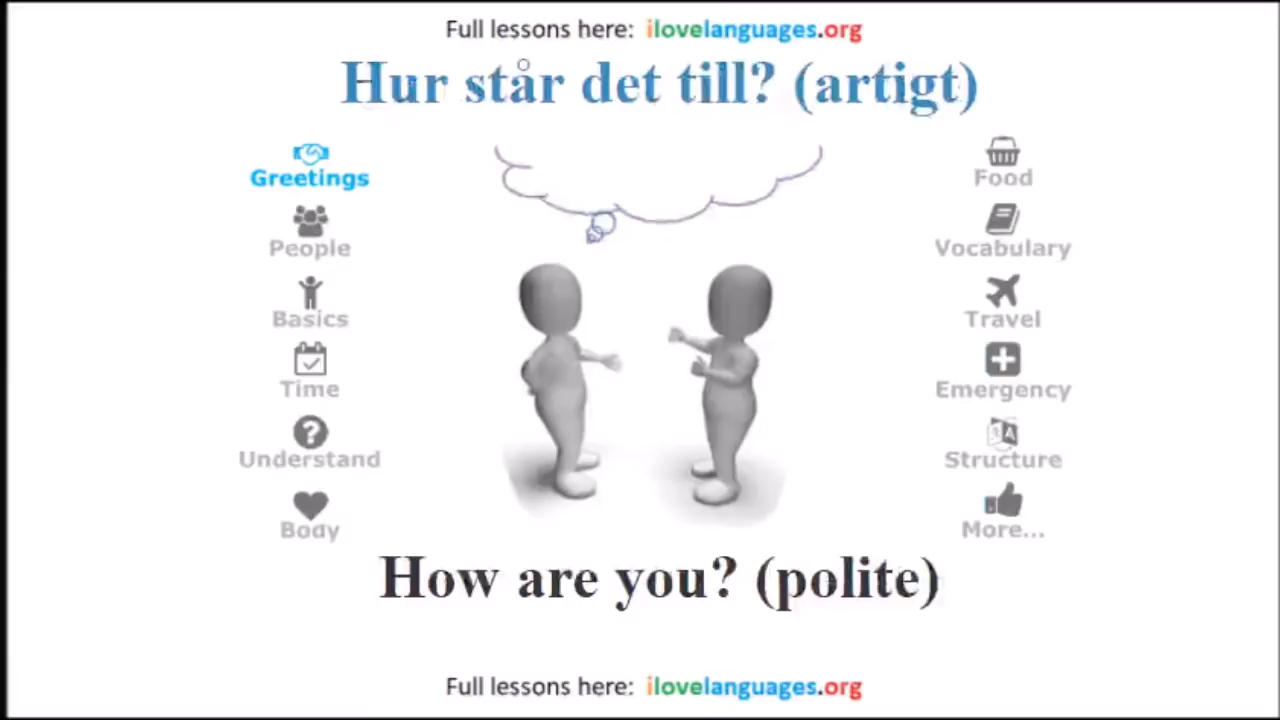 Full lessons here: ilovelanguages.org
Hur står det till? (artigt)
Greetings
People
Basics
Time
Understand
Body
Food
Vocabulary
Travel
Emergency
Structure
More...
How are you? (polite)
Full lessons here: ilovelanguages.org